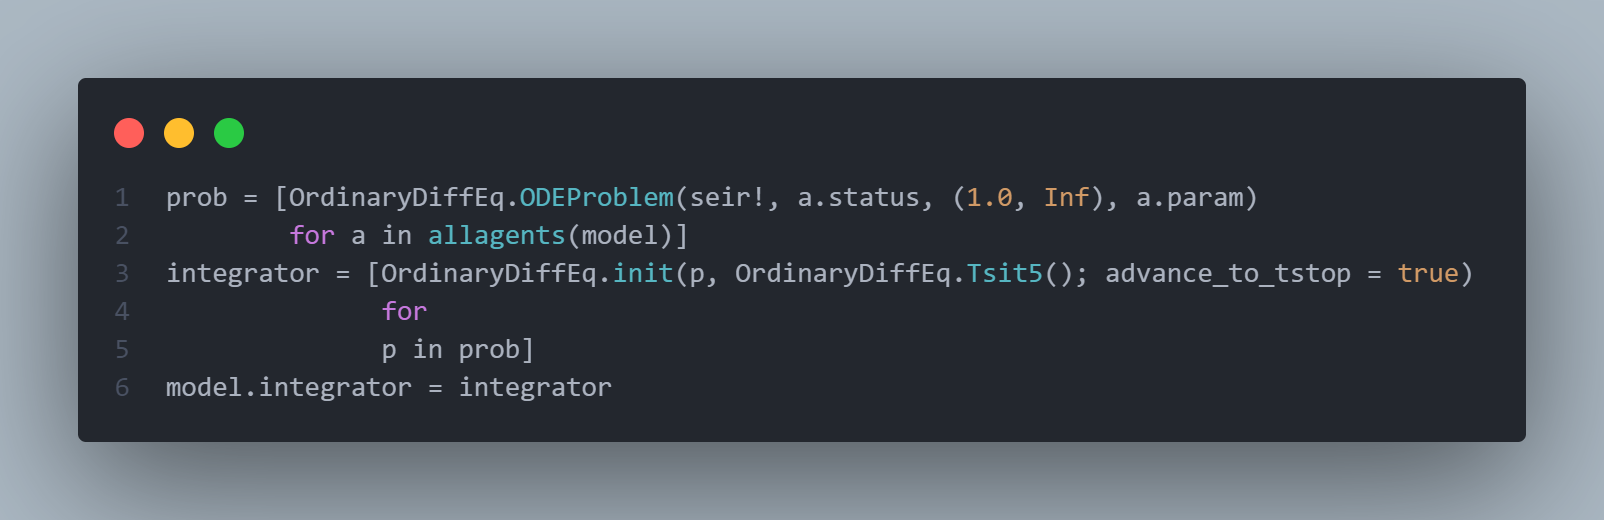 1 prob = [OrdinaryDiffEq.ODEProblem(seir!, a.status, (1.0, Inf), a.param)
2         for a in allagents(model)]
3 integrator = [OrdinaryDiffEq.init(p, OrdinaryDiffEq.Tsit5(); advance_to_tstop = true)
4               for
5               p in prob]
6 model.integrator = integrator